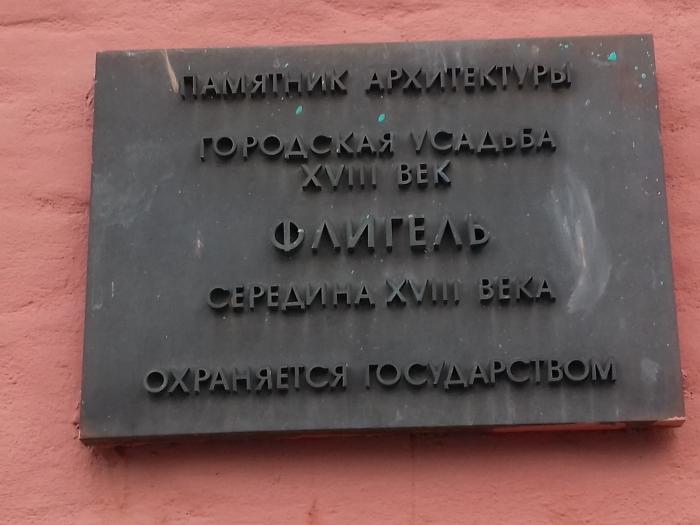 ПАМЯТНИК АРХИТЕКТУРЫ
ГОРОДСКАЯ УСАДЬБА
XVIII ВЕК
ФЛИГЕЛЬ
СЕРЕДИНА XVIII ВЕКА
ОХРАНЯЕТСЯ ГОСУДАРСТВОМ